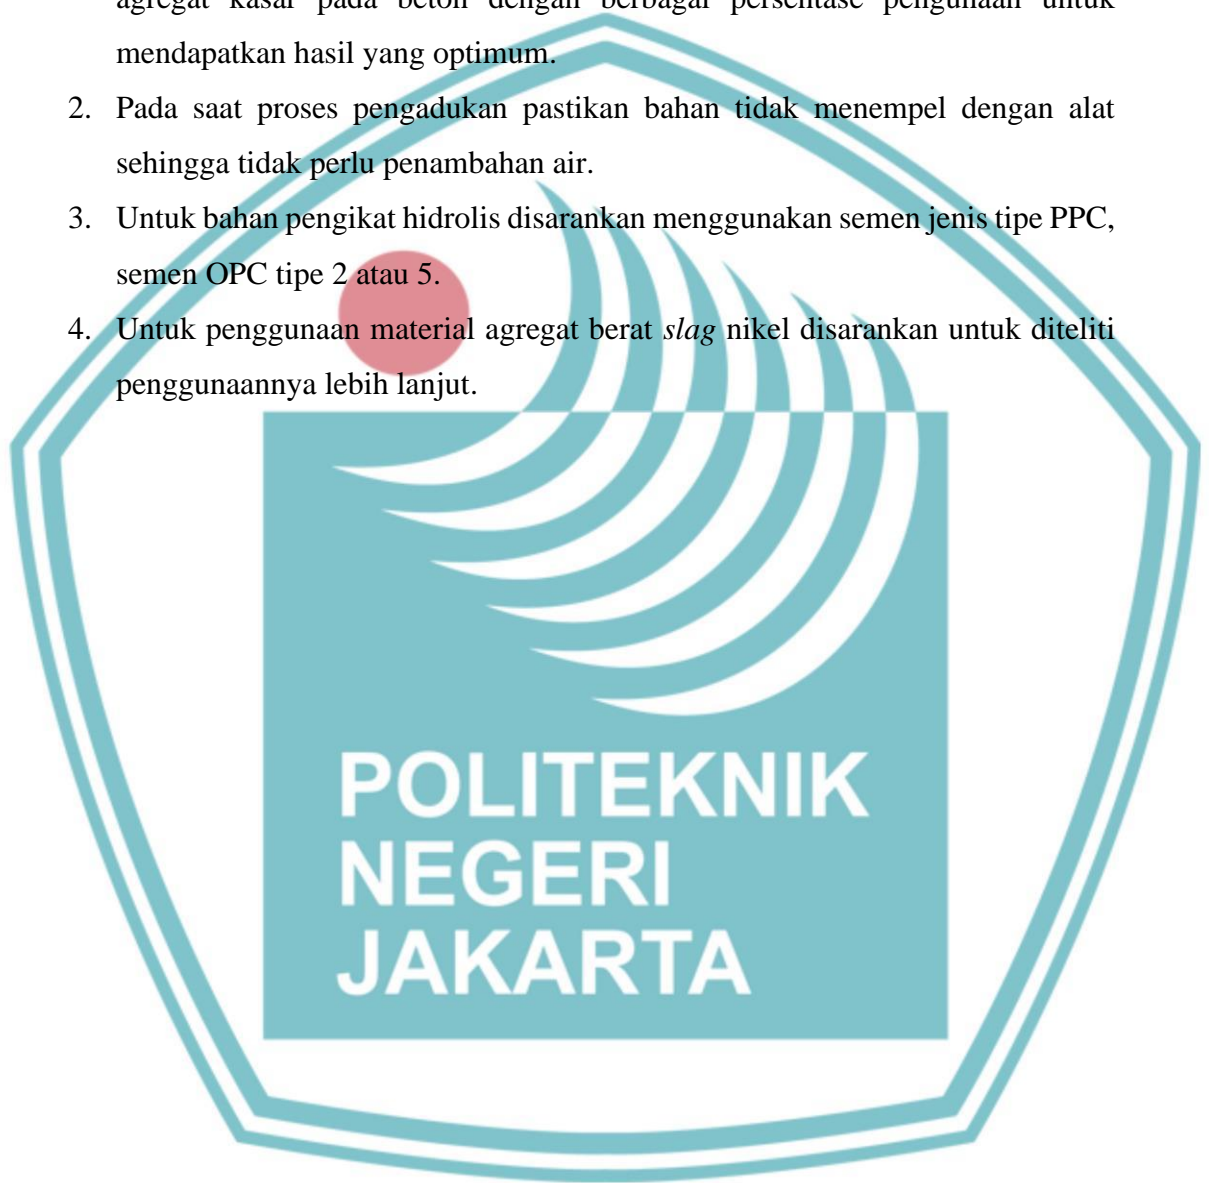 agregat kasar pada beton dengan berbagai persentase pengunaan untuk
mendapatkan hasil yang optimum.
2. Pada saat proses pengadukan pastikan bahan tidak menempel dengan alat
sehingga tidak perlu penambahan air.
3. Untuk bahan pengikat hidrolis disarankan menggunakan semen jenis tipe PPC,
semen OPC tipe 2 atau 5.
4. Untuk penggunaan material agregat berat slag nikel disarankan untuk diteliti
penggunaannya lebih lanjut.
POLITEKNIK
NEGERI
JAKARTA